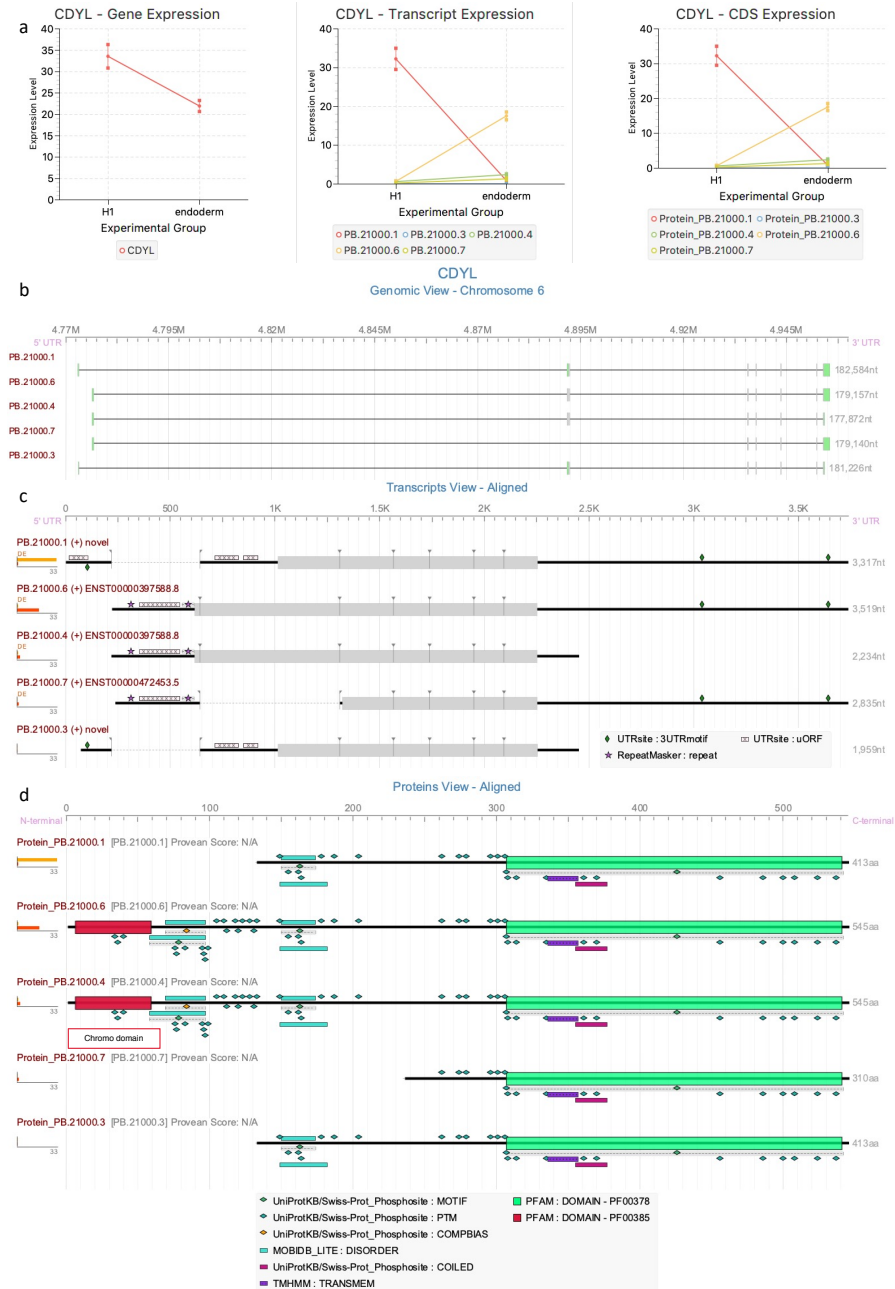 a
CDYL - Gene Expression
CDYL - Transcript Expression
CDYL - CDS Expression
Expression Level
40
35
30
25
20
15
10
5
0
H1
endoderm
Experimental Group
CDYL
Expression Level
40
30
20
10
0
H1
endoderm
Experimental Group
PB.21000.1 PB.21000.3 PB.21000.4
PB.21000.6 PB.21000.7
Expression Level
40
30
20
10
0
H1
endoderm
Experimental Group
Protein_PB.21000.1 Protein_PB.21000.3
Protein_PB.21000.4 Protein_PB.21000.6
Protein_PB.21000.7
b
CDYL
Genomic View - Chromosome 6
4.77M 4.795M 4.82M 4.845M 4.87M 4.895M 4.92M 4.945M
5' UTR 3' UTR
PB.21000.1
182,584nt
PB.21000.6
179,157nt
PB.21000.4
177,872nt
PB.21000.7
179,140nt
PB.21000.3
181,226nt
c
Transcripts View - Aligned
0 500 1K 1.5K 2K 2.5K 3K 3.5K
5' UTR 3' UTR
PB.21000.1 (+) novel
DE
33
3,317nt
PB.21000.6 (+) ENST00000397588.8
DE
33
3,519nt
PB.21000.4 (+) ENST00000397588.8
33
2,234nt
PB.21000.7 (+) ENST00000472453.5
DE
33
2,835nt
PB.21000.3 (+) novel
33
1,959nt
UTRsite : 3UTRmotif UTRsite : uORF
RepeatMasker : repeat
d
Proteins View - Aligned
0 100 200 300 400 500
N-terminal C-terminal
Protein_PB.21000.1 [PB.21000.1] Provean Score: N/A
33
413aa
Protein_PB.21000.6 [PB.21000.6] Provean Score: N/A
33
545aa
Protein_PB.21000.4 [PB.21000.4] Provean Score: N/A
33
545aa
Chromo domain
Protein_PB.21000.7 [PB.21000.7] Provean Score: N/A
33
310aa
Protein_PB.21000.3 [PB.21000.3] Provean Score: N/A
33
413aa
UniProtKB/Swiss-Prot_Phosphosite : MOTIF PFAM : DOMAIN - PF00378
UniProtKB/Swiss-Prot_Phosphosite : PTM PFAM : DOMAIN - PF00385
UniProtKB/Swiss-Prot_Phosphosite : COMPBIAS
MOBIDB_LITE : DISORDER
UniProtKB/Swiss-Prot_Phosphosite : COILED
TMHMM : TRANSMEM